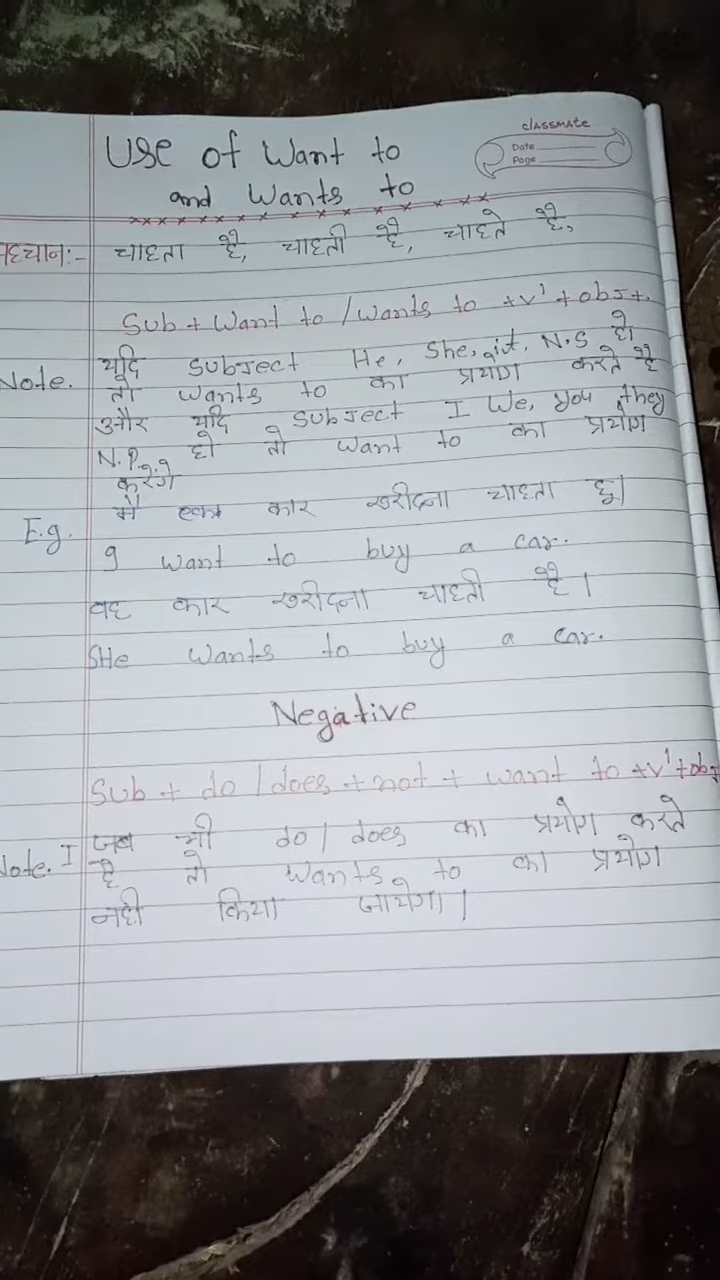 Use of Want to
and Wants to
classmate
Date
Page
पहचान:- चाहता है, चाहती है, चाहते है,
Sub + Want to / wants to + v¹ + obj +.
Note. यदि subject He, she, it, N.S हो।
तो wants to का प्रयोग करते है
और यदि subject I We, you they
N.P. हो तो want to का प्रयोग
करेंगे
E.g. मै एक कार खरीदना चाहता हू।
I want to buy a car.
वह कार खरीदना चाहती है।
SHe wants to buy a car.
Negative
Sub + do / does + not + want to + v¹ + obj
Note. I जब भी do / does का प्रयोग करते
है तो wants to का प्रयोग
नही किया जायेगा।